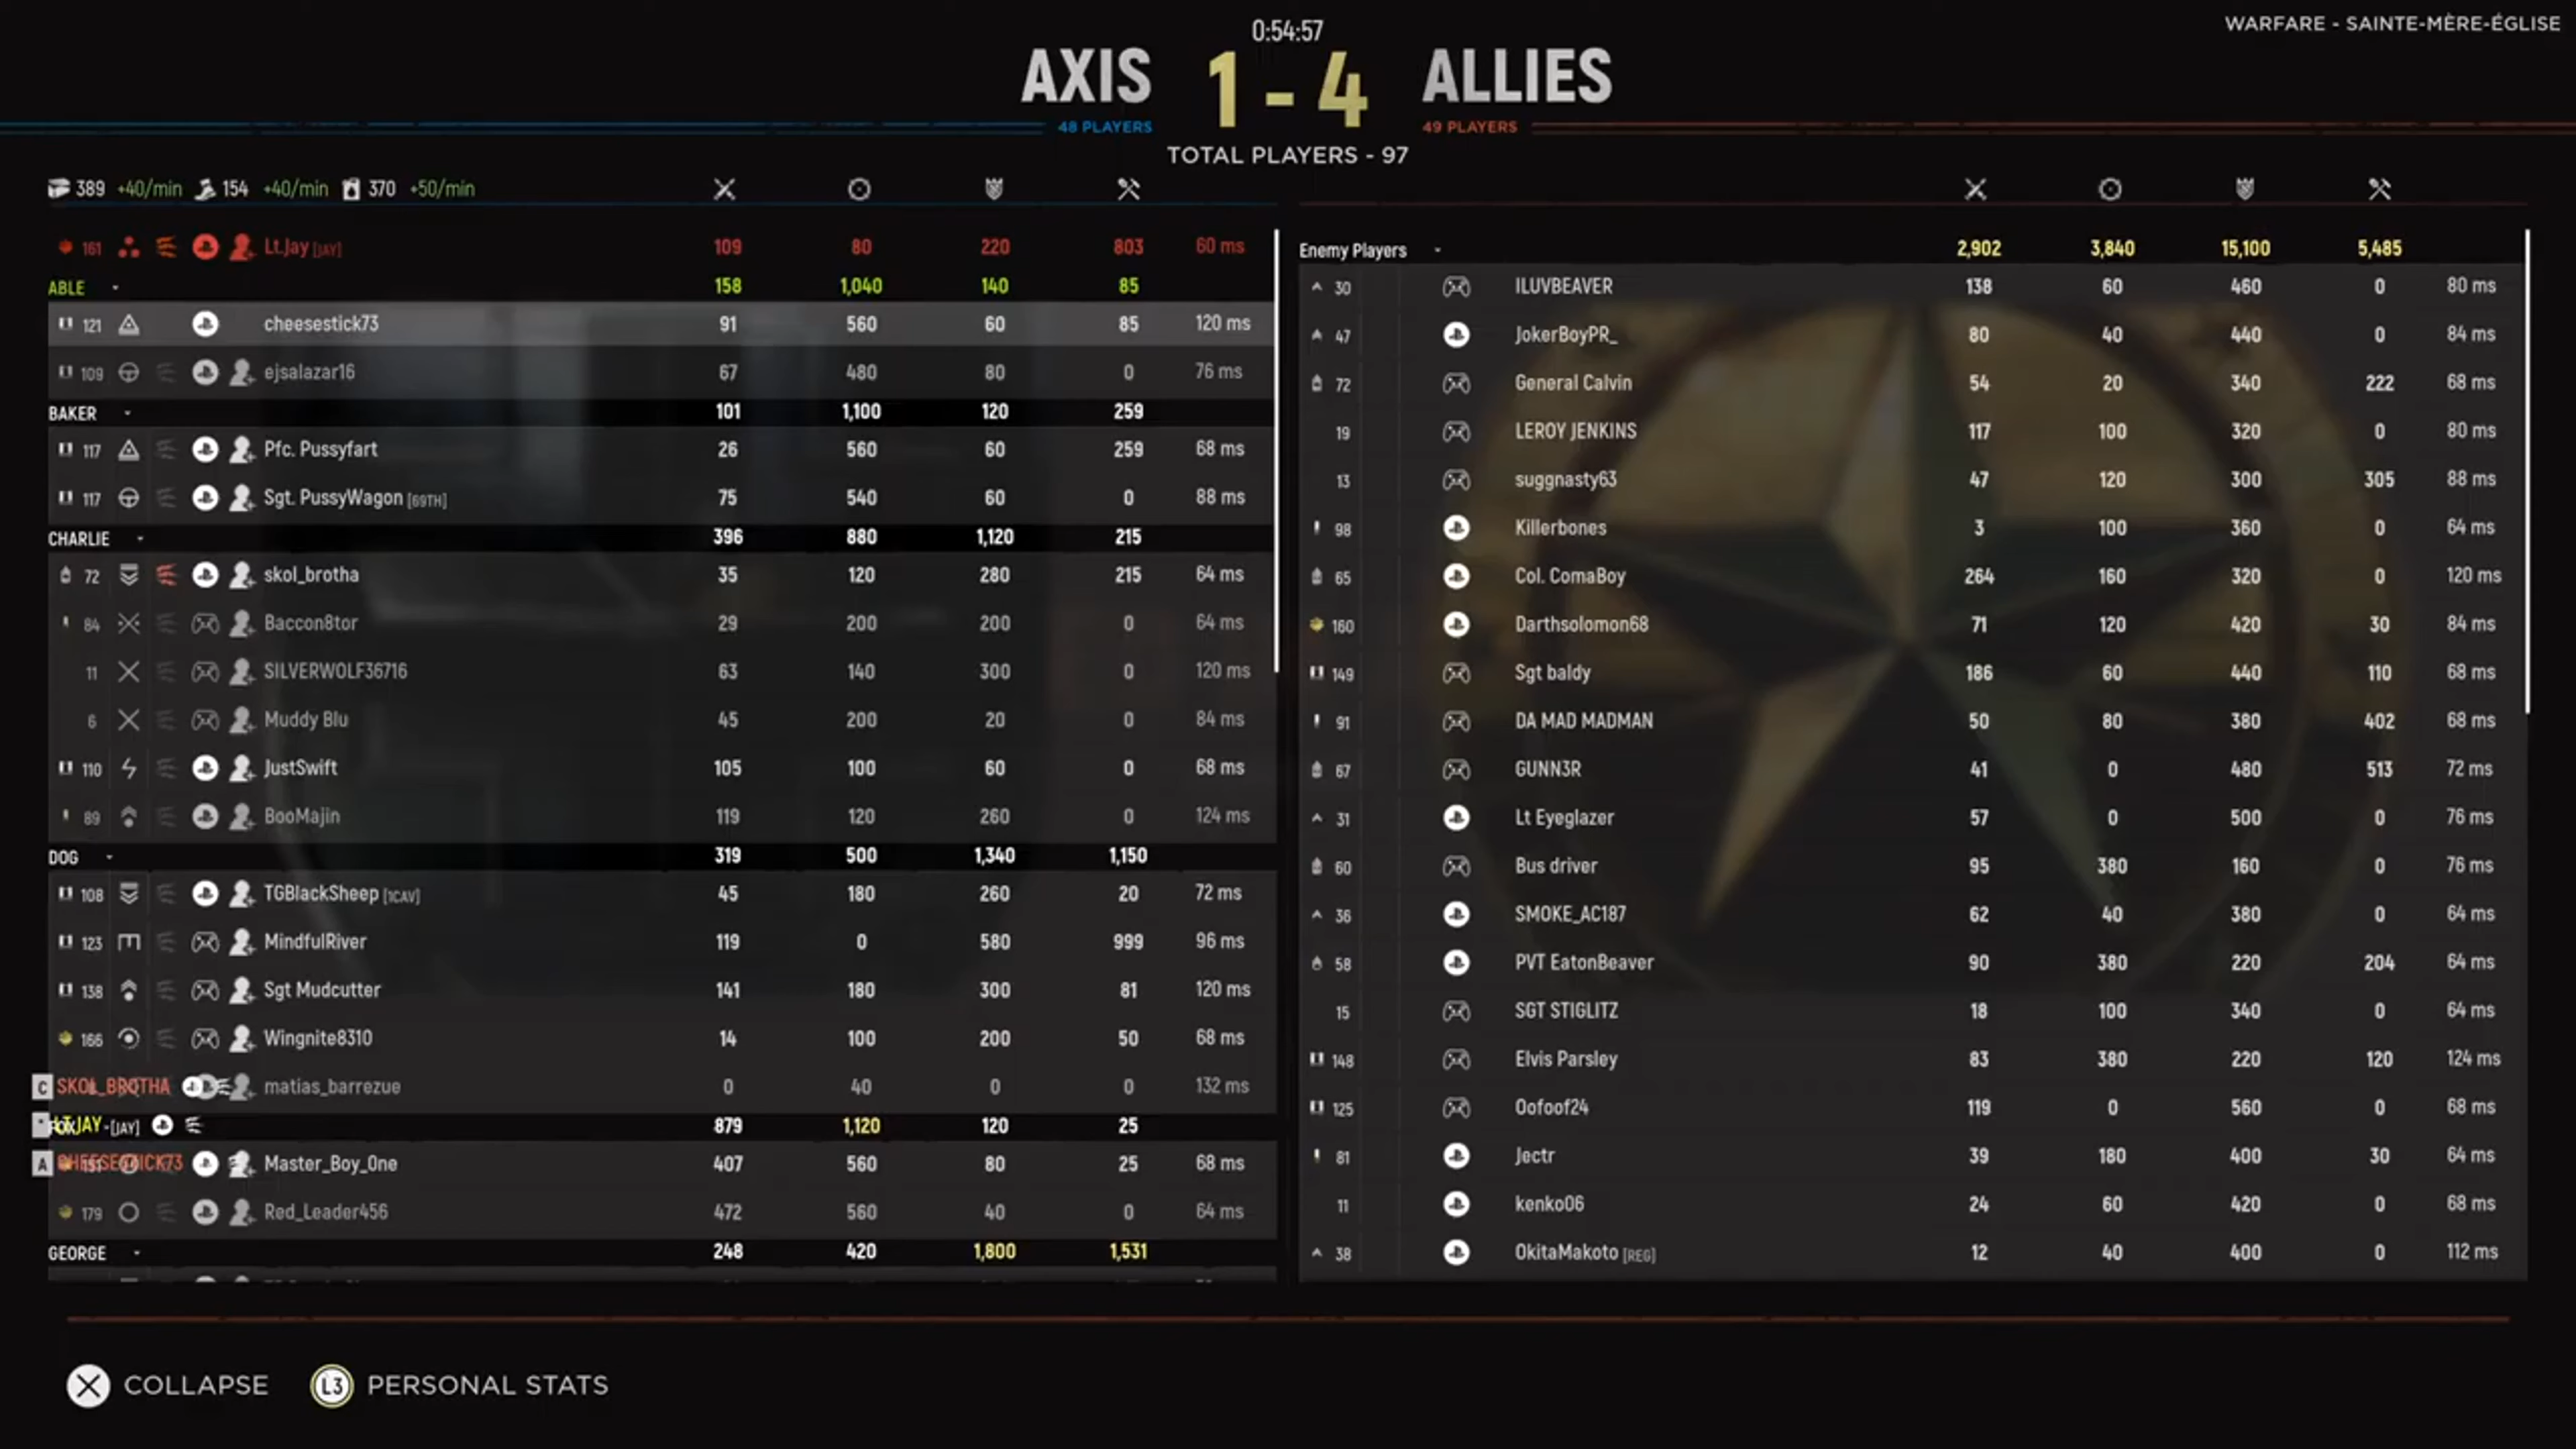 WARFARE - SAINTE-MÈRE-ÉGLISE
0:54:57
AXIS 1 - 4 ALLIES
48 PLAYERS 49 PLAYERS
TOTAL PLAYERS - 97
389 +40/min 154 +40/min 370 +50/min
161 Lt.Jay [JAY] 109 80 220 803 60 ms
ABLE 158 1,040 140 85
121 cheesestick73 91 560 60 85 120 ms
109 ejsalazar16 67 480 80 0 76 ms
BAKER 101 1,100 120 259
117 Pfc. Pussyfart 26 560 60 259 68 ms
117 Sgt. PussyWagon [69TH] 75 540 60 0 88 ms
CHARLIE 396 880 1,120 215
72 skol_brotha 35 120 280 215 64 ms
84 Baccon8tor 29 200 200 0 64 ms
11 SILVERWOLF36716 63 140 300 0 120 ms
6 Muddy Blu 45 200 20 0 84 ms
110 JustSwift 105 100 60 0 68 ms
89 BooMajin 119 120 260 0 124 ms
DOG 319 500 1,340 1,150
108 TGBlackSheep [1CAV] 45 180 260 20 72 ms
123 MindfulRiver 119 0 580 999 96 ms
138 Sgt Mudcutter 141 180 300 81 120 ms
166 Wingnite8310 14 100 200 50 68 ms
C SKOL_BROTHA matias_barrezue 0 40 0 0 132 ms
LT.JAY [JAY] 879 1,120 120 25
A CHEESESTICK73 Master_Boy_One 407 560 80 25 68 ms
179 Red_Leader456 472 560 40 0 64 ms
GEORGE 248 420 1,800 1,531
Enemy Players 2,902 3,840 15,100 5,485
30 ILUVBEAVER 138 60 460 0 80 ms
47 JokerBoyPR_ 80 40 440 0 84 ms
72 General Calvin 54 20 340 222 68 ms
19 LEROY JENKINS 117 100 320 0 80 ms
13 suggnasty63 47 120 300 305 88 ms
98 Killerbones 3 100 360 0 64 ms
65 Col. ComaBoy 264 160 320 0 120 ms
160 Darthsolomon68 71 120 420 30 84 ms
149 Sgt baldy 186 60 440 110 68 ms
91 DA MAD MADMAN 50 80 380 402 68 ms
67 GUNN3R 41 0 480 513 72 ms
31 Lt Eyeglazer 57 0 500 0 76 ms
60 Bus driver 95 380 160 0 76 ms
36 SMOKE_AC187 62 40 380 0 64 ms
58 PVT EatonBeaver 90 380 220 204 64 ms
15 SGT STIGLITZ 18 100 340 0 64 ms
148 Elvis Parsley 83 380 220 120 124 ms
125 Oofoof24 119 0 560 0 68 ms
81 Jectr 39 180 400 30 64 ms
11 kenko06 24 60 420 0 68 ms
38 OkitaMakoto [REG] 12 40 400 0 112 ms
COLLAPSE L3 PERSONAL STATS